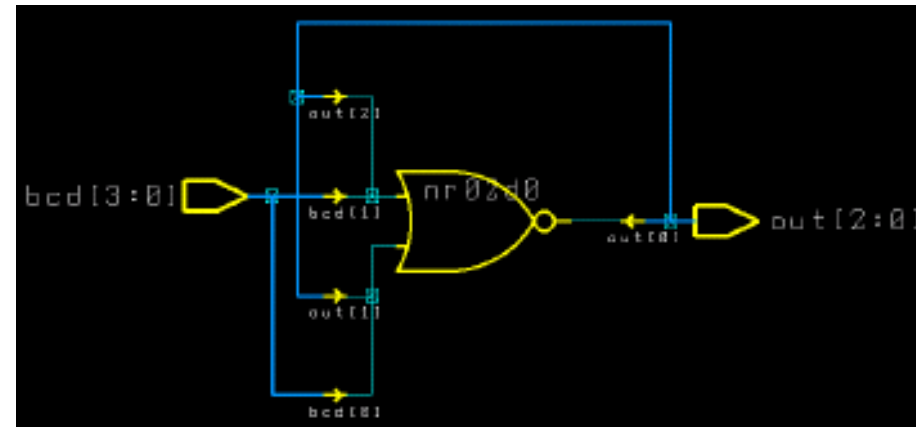 out[2]
bcd[3:0]
nr02d0
bcd[1]
out[2:0]
out[0]
out[1]
bcd[0]